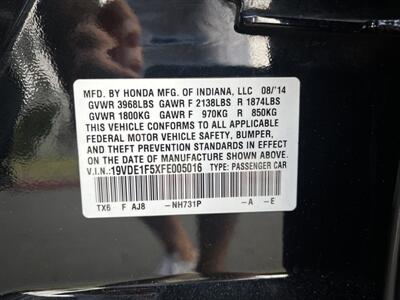 MFD. BY HONDA MFG. OF INDIANA, LLC 08/'14
GVWR 3968LBS GAWR F 2138LBS R 1874LBS
GVWR 1800KG GAWR F 970KG R 850KG
THIS VEHICLE CONFORMS TO ALL APPLICABLE
FEDERAL MOTOR VEHICLE SAFETY, BUMPER,
AND THEFT PREVENTION STANDARDS IN EFFECT
ON THE DATE OF MANUFACTURE SHOWN ABOVE.
V.I.N.:19VDE1F5XFE005016 TYPE: PASSENGER CAR
TX6 F AJ8 -NH731P -A -E